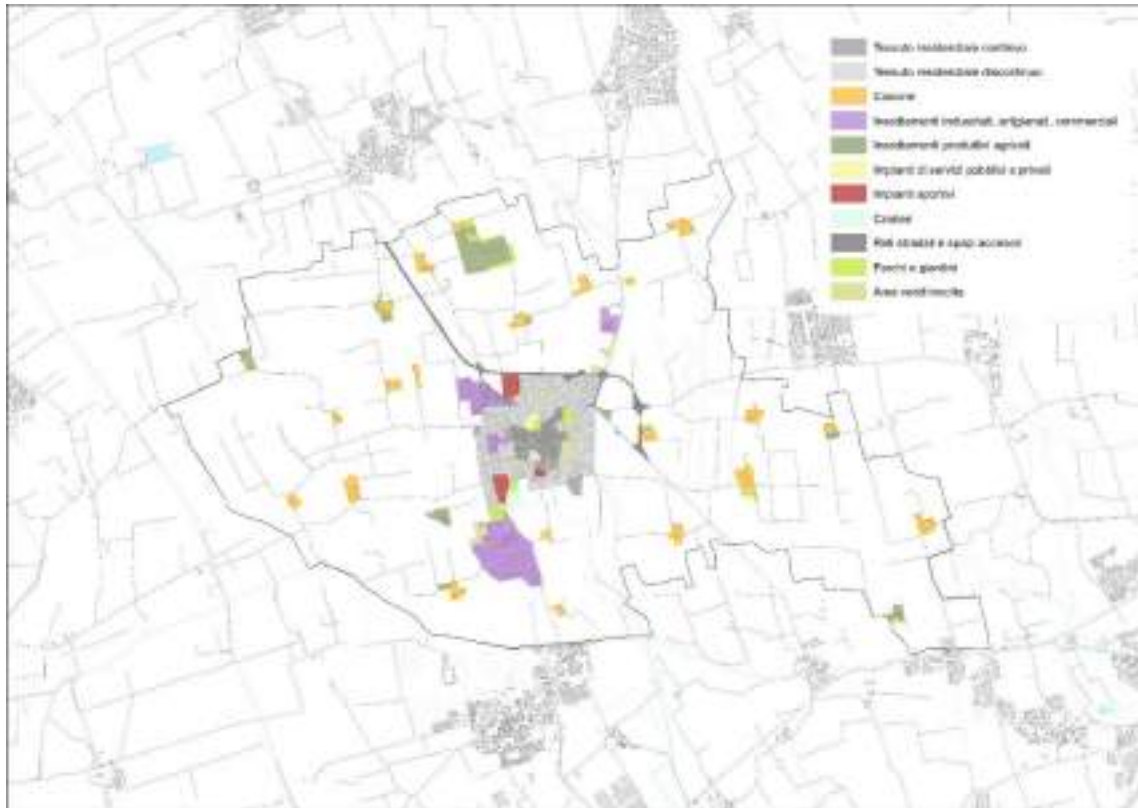 Tessuto residenziale continuo
Tessuto residenziale discontinuo
Cascine
Insediamenti industriali, artigianali, commerciali
Insediamenti produttivi agricoli
Impianti di servizi pubblici e privati
Impianti sportivi
Cimiteri
Reti stradali e spazi accessori
Parchi e giardini
Aree verdi incolte